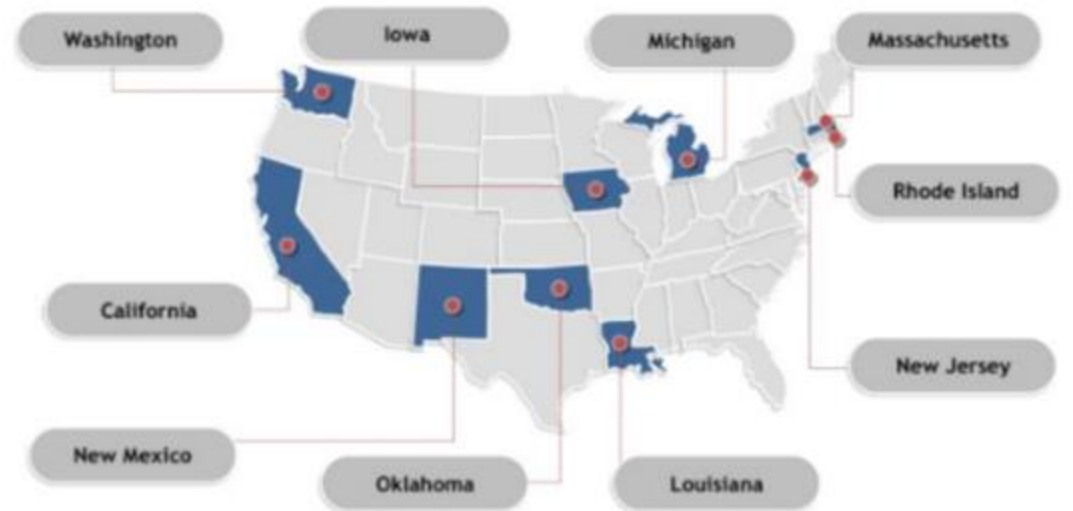 Washington
Iowa
Michigan
Massachusetts
Rhode Island
California
New Jersey
New Mexico
Oklahoma
Louisiana